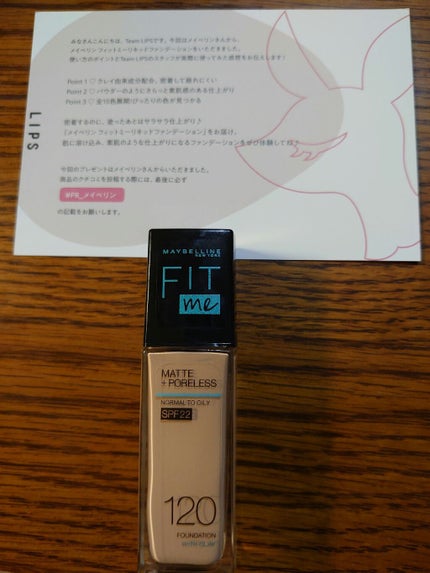 みなさんこんにちは、Team LIPSです。今回はメイベリンさんから、
メイベリンフィットミーリキッドファンデーションをいただきました。
使い方のポイントとTeam LIPSのスタッフが実際に使ってみた感想をお伝えします！
Point 1 ♡ クレイ由来成分配合。密着して崩れにくい
Point 2 ♡ パウダーのようにさらっと素肌感のある仕上がり
Point 3 ♡ 全10色展開！ぴったりの色が見つかる
密着するのに、塗ったあとはサラサラ仕上がり♪
「メイベリン フィットミーリキッドファンデーション」をお届け。
肌に溶け込み、素肌のような仕上がりになるファンデーションをぜひ体験して
今回のプレゼントはメイベリンさんからいただきました。
商品のクチコミを投稿する際には、最後に必ず
#PR_メイベリン
の記載をお願いします。
LIPS
MAYBELLINE
NEW YORK
FIT
me
MATTE
+ PORELESS
NORMAL TO OILY
SPF22
120
FOUNDATION